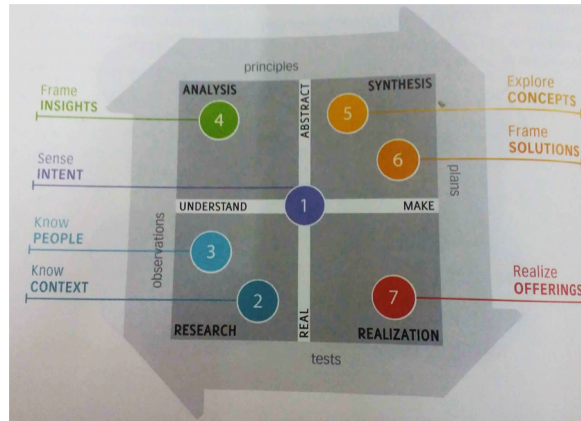 principles
ANALYSIS
SYNTHESIS
Frame
INSIGHTS
4
ABSTRACT
5
Explore
CONCEPTS
6
Frame
SOLUTIONS
Sense
INTENT
1
UNDERSTAND
MAKE
plans
Know
PEOPLE
3
observations
Know
CONTEXT
2
REAL
7
Realize
OFFERINGS
RESEARCH
REALIZATION
tests